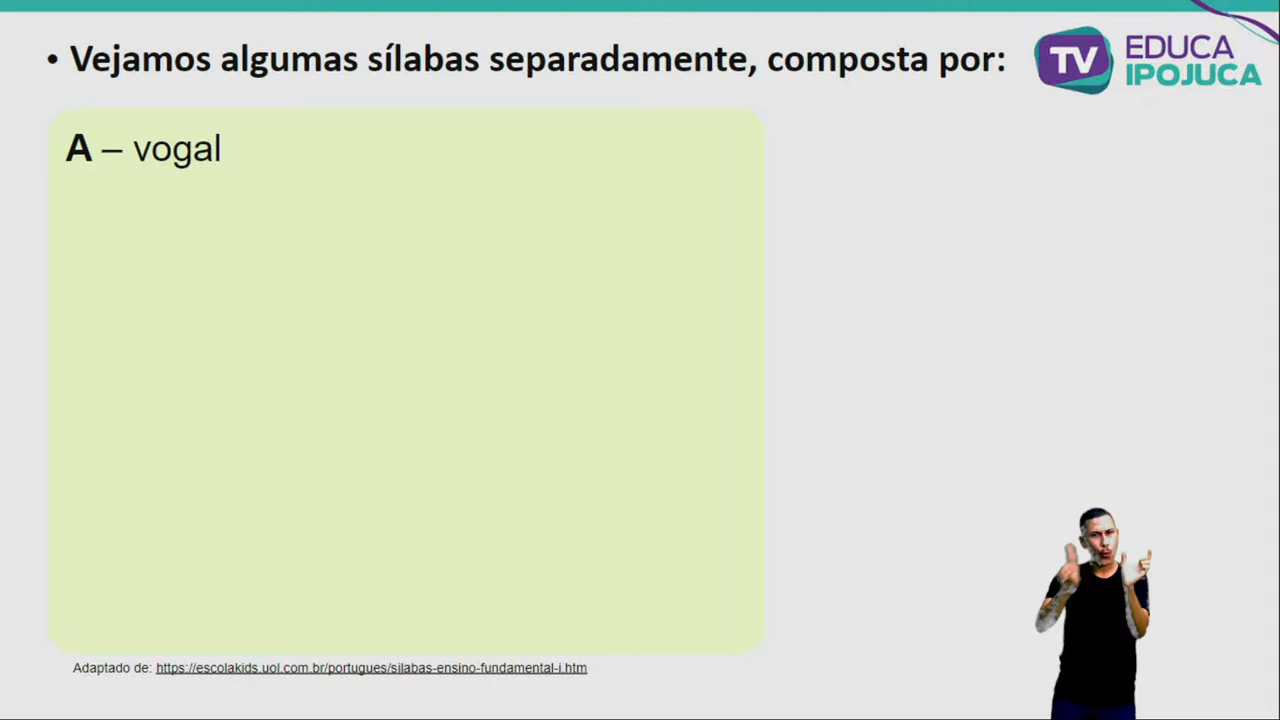 • Vejamos algumas sílabas separadamente, composta por:
TV EDUCA
IPOJUCA
A – vogal
Adaptado de: https://escolakids.uol.com.br/portugues/silabas-ensino-fundamental-i.htm